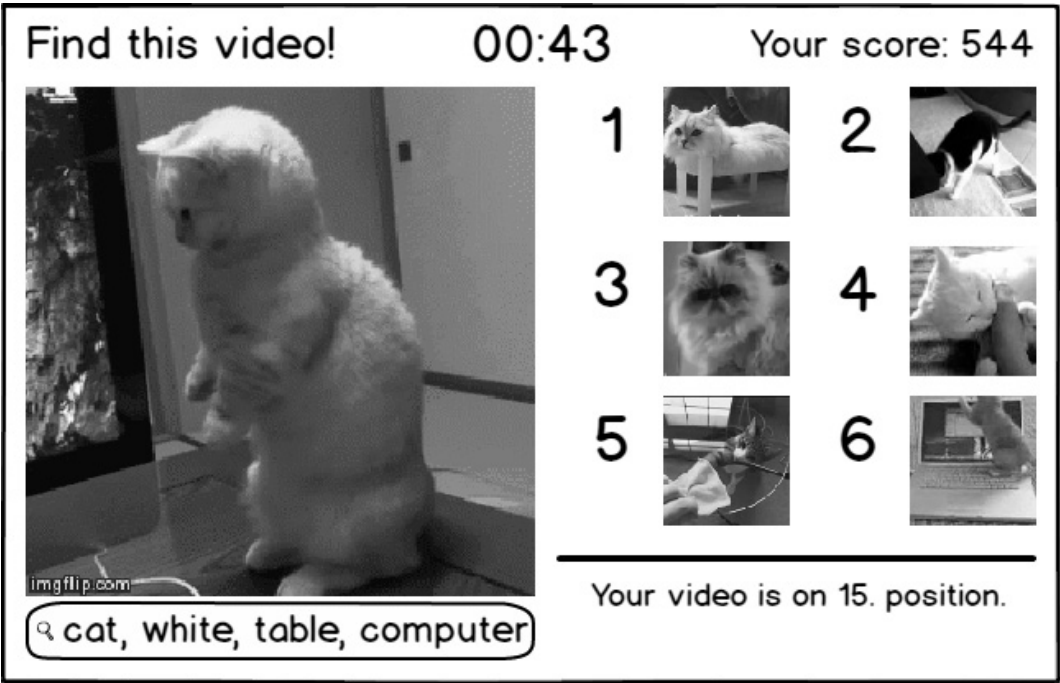 Find this video!
00:43
Your score: 544
1
2
3
4
5
6
imgflip.com
cat, white, table, computer
Your video is on 15. position.